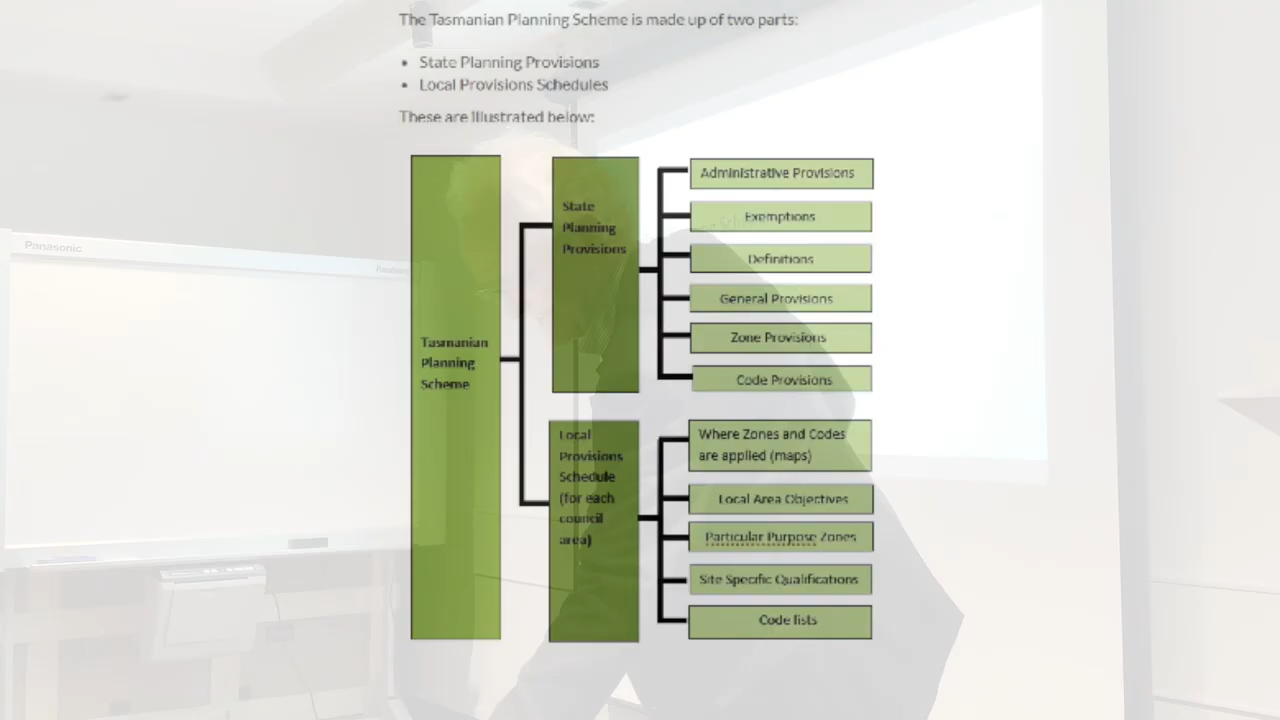 The Tasmanian Planning Scheme is made up of two parts:
• State Planning Provisions
• Local Provisions Schedules
These are illustrated below:
Tasmanian
Planning
Scheme
State
Planning
Provisions
Administrative Provisions
Exemptions
Definitions
General Provisions
Zone Provisions
Code Provisions
Local
Provisions
Schedule
(for each
council
area)
Where Zones and Codes
are applied (maps)
Local Area Objectives
Particular Purpose Zones
Site Specific Qualifications
Code lists
Panasonic